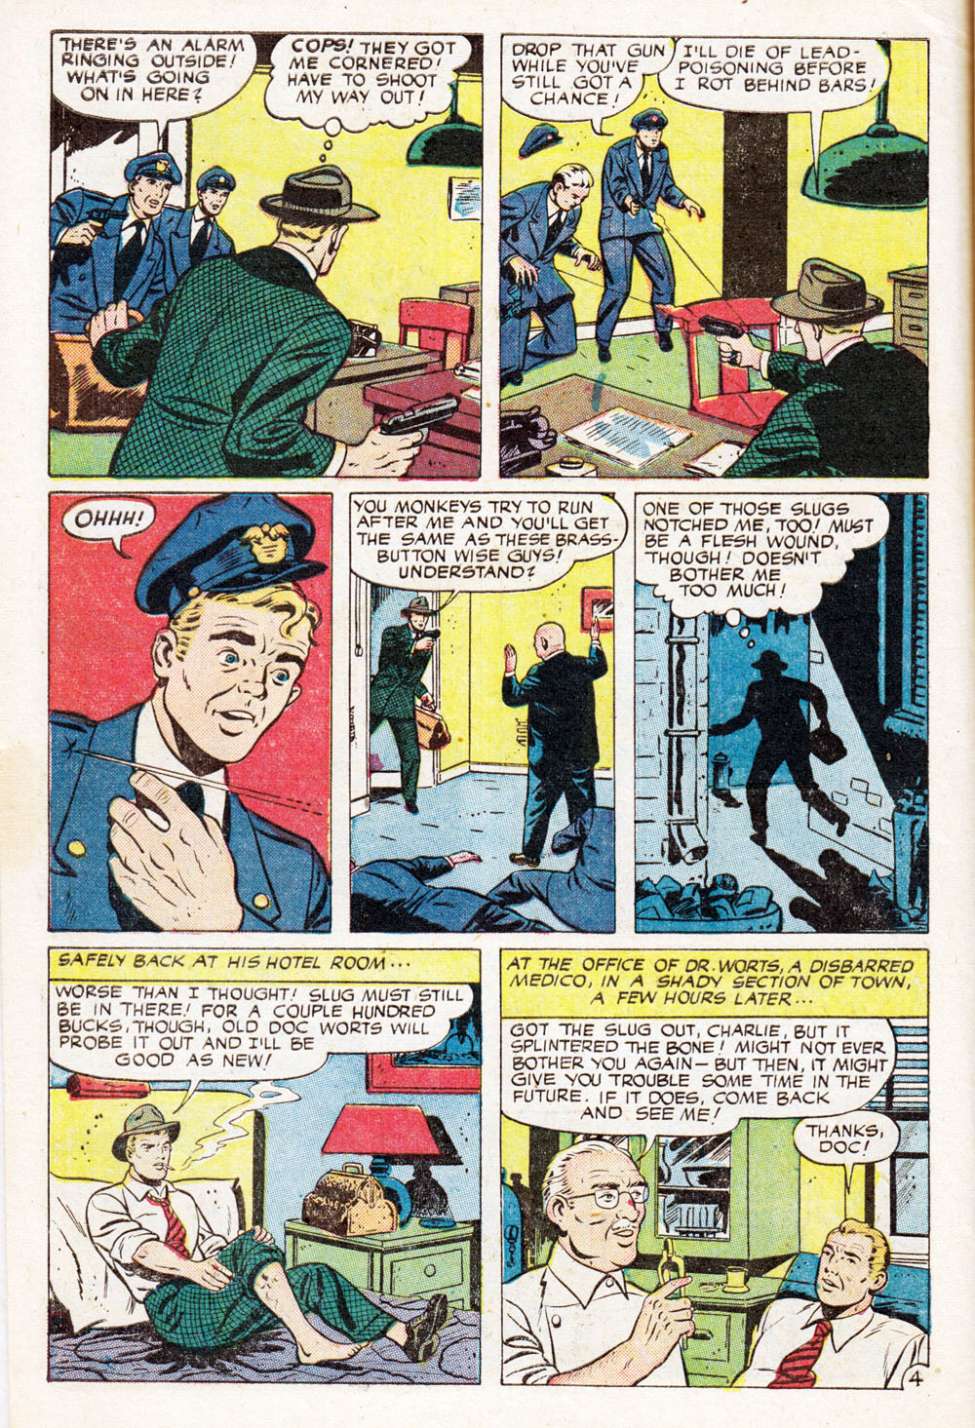 THERE'S AN ALARM
RINGING OUTSIDE!
WHAT'S GOING
ON IN HERE?
COPS! THEY GOT
ME CORNERED!
HAVE TO SHOOT
MY WAY OUT!
DROP THAT GUN
WHILE YOU'VE
STILL GOT A
CHANCE!
I'LL DIE OF LEAD-
POISONING BEFORE
I ROT BEHIND BARS!
OHHH!
YOU MONKEYS TRY TO RUN
AFTER ME AND YOU'LL GET
THE SAME AS THESE BRASS-
BUTTON WISE GUYS!
UNDERSTAND?
ONE OF THOSE SLUGS
NOTCHED ME, TOO! MUST
BE A FLESH WOUND,
THOUGH! DOESN'T
BOTHER ME
TOO MUCH!
SAFELY BACK AT HIS HOTEL ROOM...
WORSE THAN I THOUGHT! SLUG MUST STILL
BE IN THERE! FOR A COUPLE HUNDRED
BUCKS, THOUGH, OLD DOC WORTS WILL
PROBE IT OUT AND I'LL BE
GOOD AS NEW!
AT THE OFFICE OF DR. WORTS, A DISBARRED
MEDICO, IN A SHADY SECTION OF TOWN,
A FEW HOURS LATER...
GOT THE SLUG OUT, CHARLIE, BUT IT
SPLINTERED THE BONE! MIGHT NOT EVER
BOTHER YOU AGAIN—BUT THEN, IT MIGHT
GIVE YOU TROUBLE SOME TIME IN THE
FUTURE. IF IT DOES, COME BACK
AND SEE ME!
THANKS,
DOC!
4